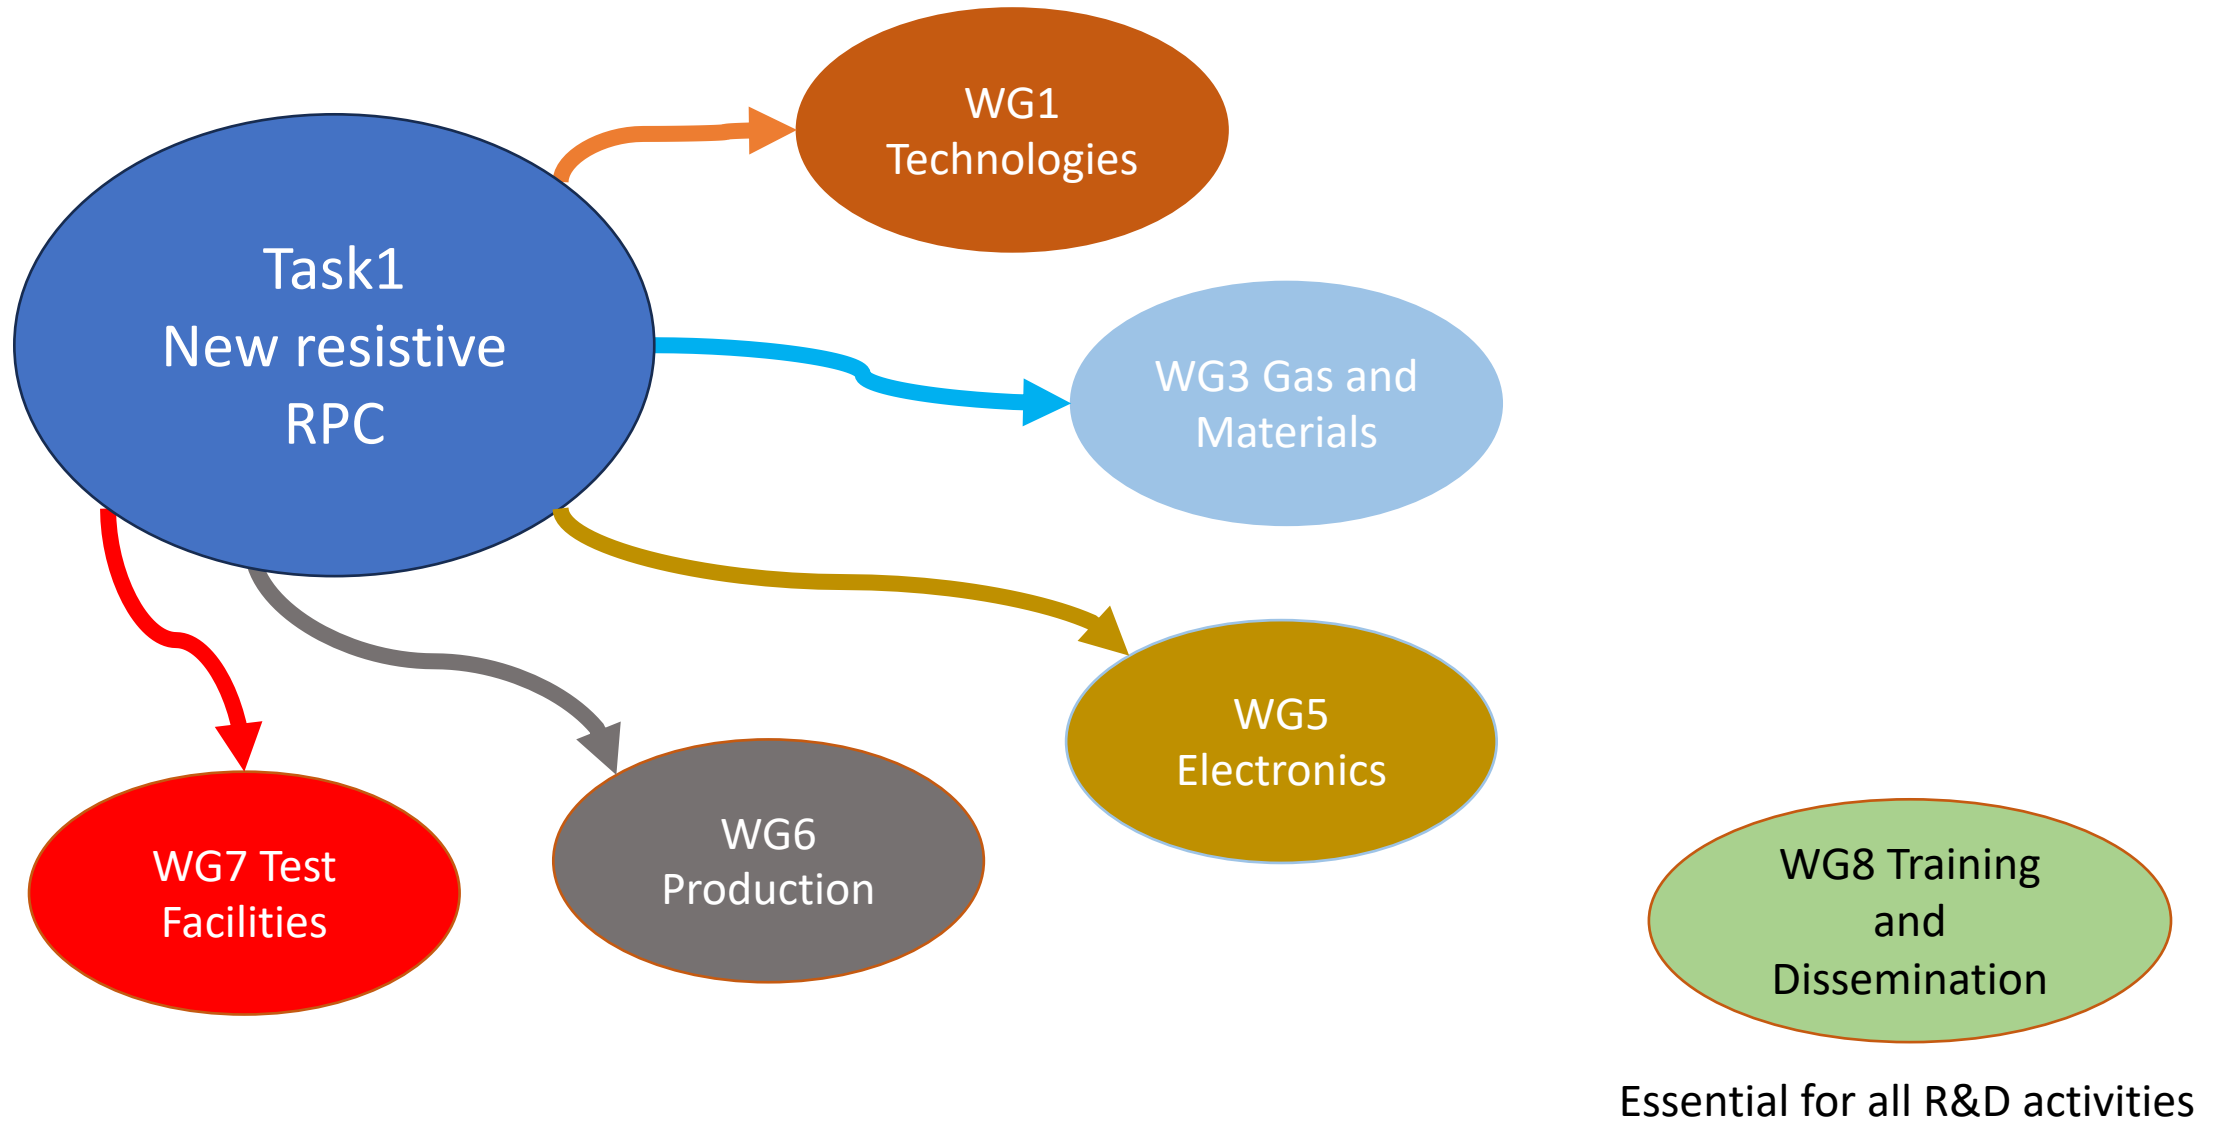 WG1
Technologies
Task1
New resistive
RPC
WG3 Gas and
Materials
WG5
Electronics
WG6
Production
WG7 Test
Facilities
WG8 Training
and
Dissemination
Essential for all R&D activities